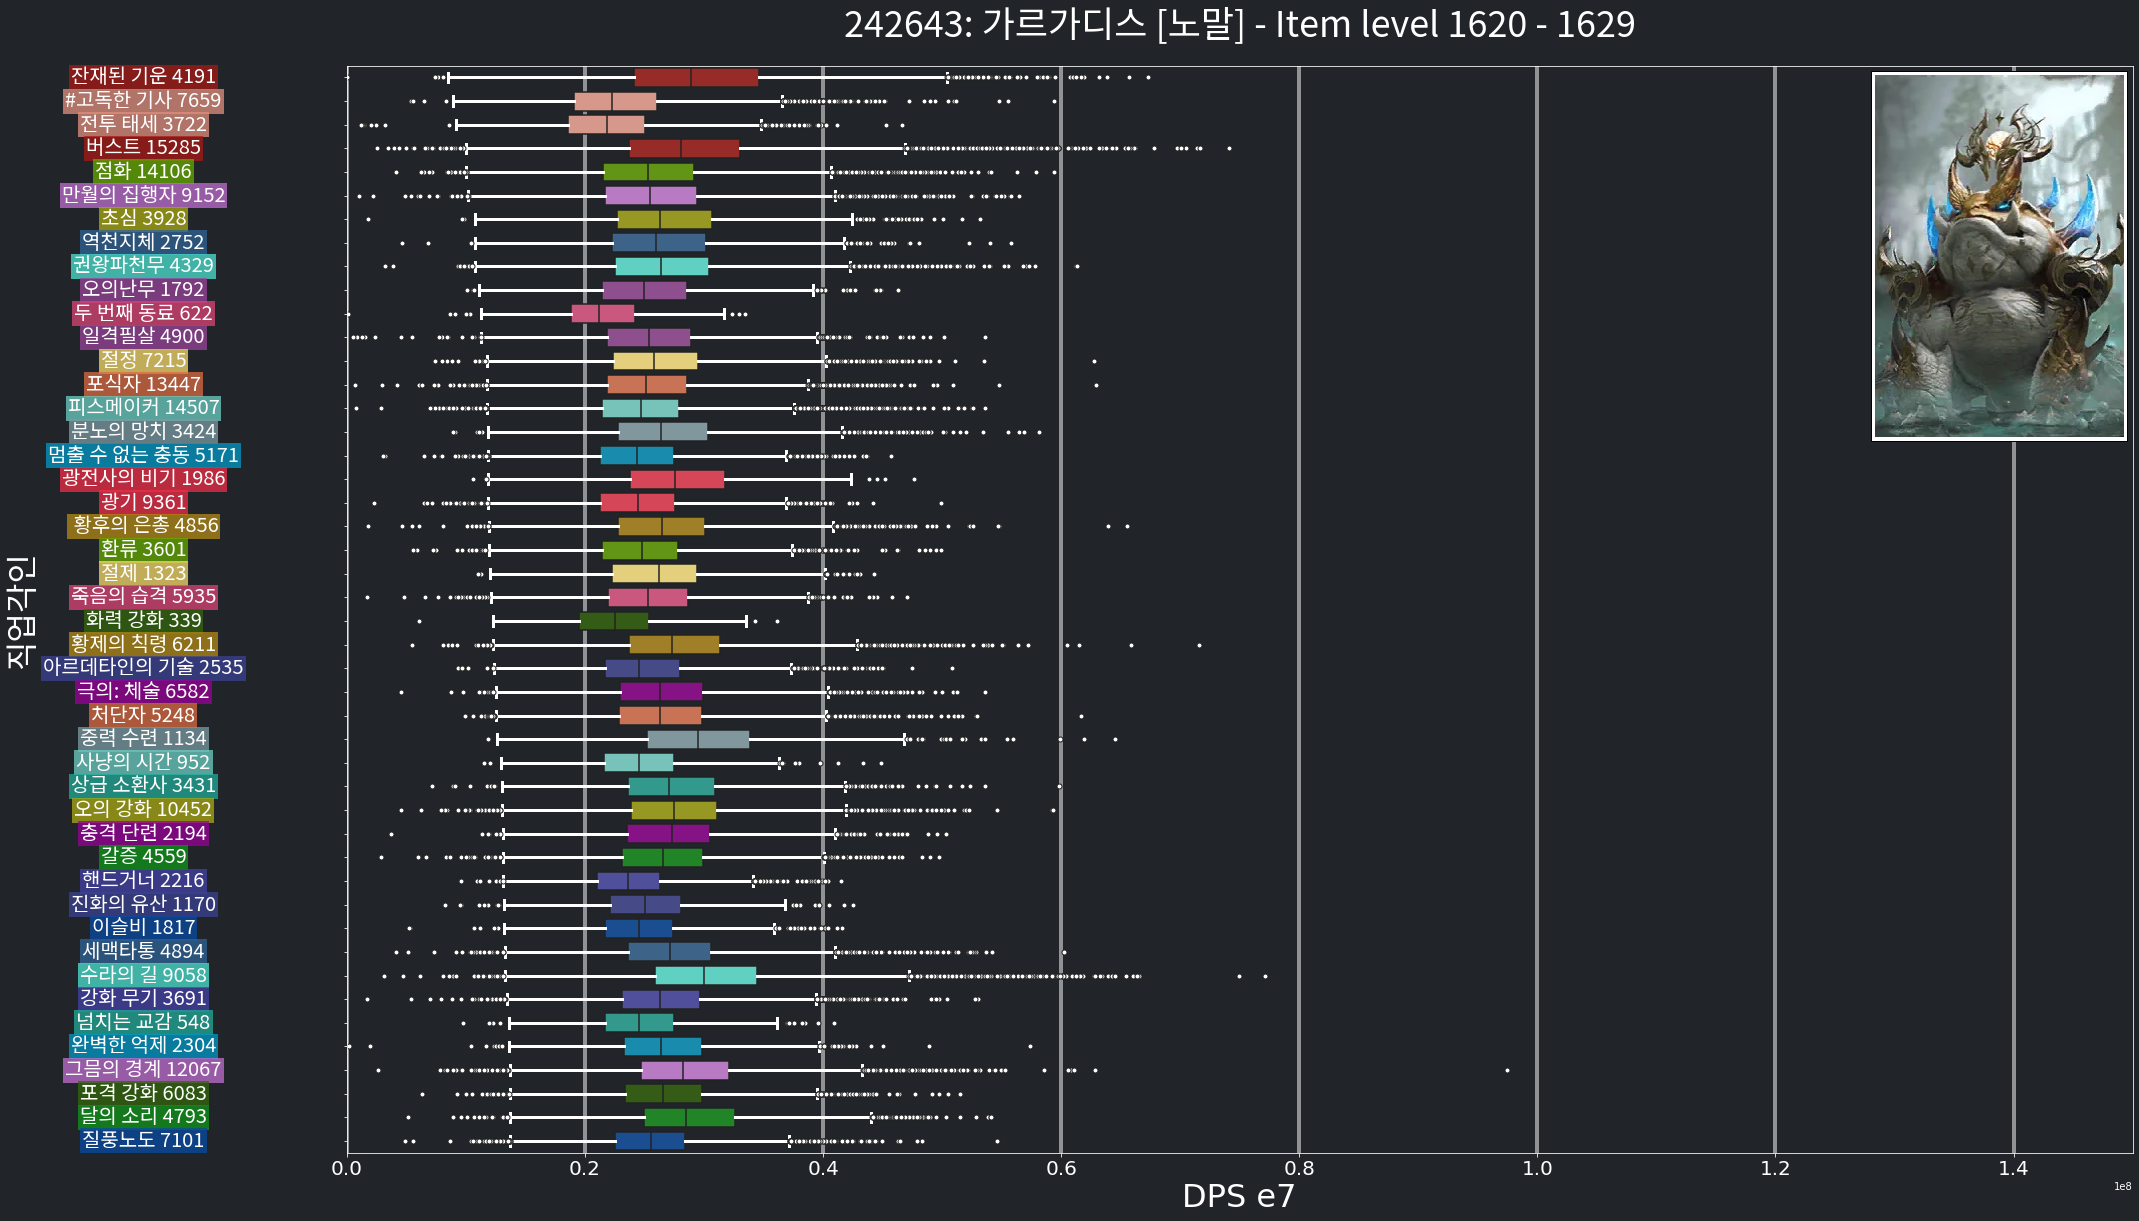 242643: 가르가디스 [노말] - Item level 1620 - 1629
잔재된 기운 4191
#고독한 기사 7659
전투 태세 3722
버스트 15285
점화 14106
만월의 집행자 9152
초심 3928
역천지체 2752
권왕파천무 4329
오의난무 1792
두 번째 동료 622
일격필살 4900
절정 7215
포식자 13447
피스메이커 14507
분노의 망치 3424
멈출 수 없는 충동 5171
광전사의 비기 1986
광기 9361
황후의 은총 4856
환류 3601
절제 1323
죽음의 습격 5935
화력 강화 339
황제의 칙령 6211
아르데타인의 기술 2535
극의: 체술 6582
처단자 5248
중력 수련 1134
사냥의 시간 952
상급 소환사 3431
오의 강화 10452
충격 단련 2194
갈증 4559
핸드거너 2216
진화의 유산 1170
이슬비 1817
세맥타통 4894
수라의 길 9058
강화 무기 3691
넘치는 교감 548
완벽한 억제 2304
그믐의 경계 12067
포격 강화 6083
달의 소리 4793
질풍노도 7101
직업각인
0.0 0.2 0.4 0.6 0.8 1.0 1.2 1.4
DPS e7
1e8